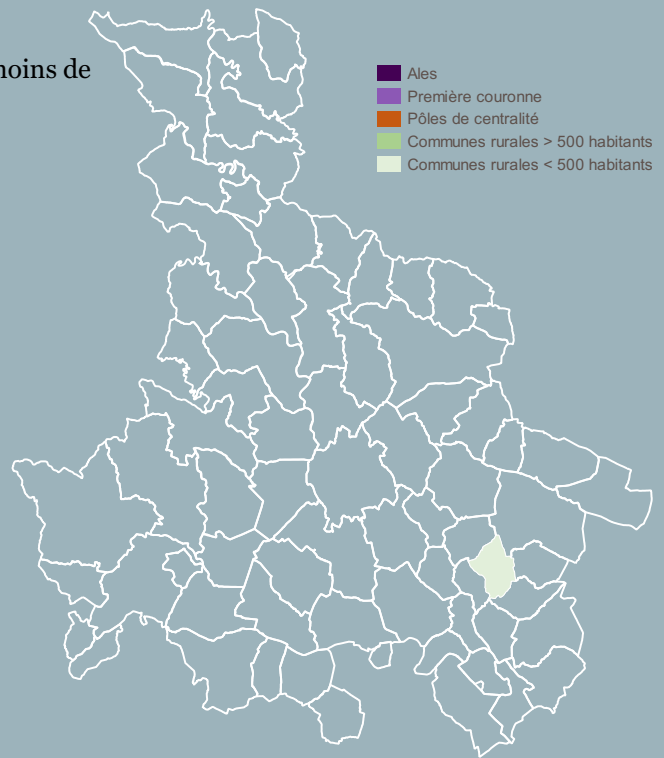 moins de
Ales
Première couronne
Pôles de centralité
Communes rurales > 500 habitants
Communes rurales < 500 habitants